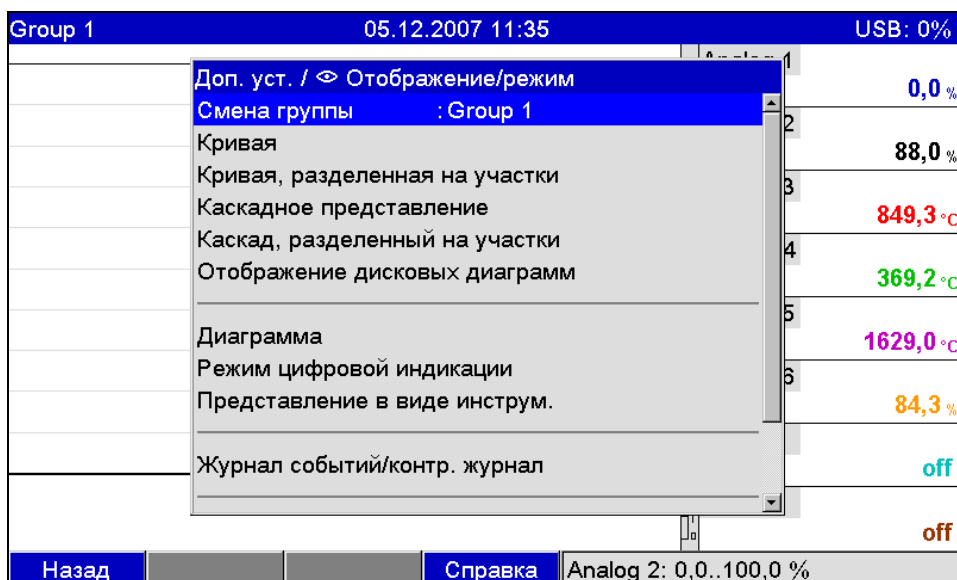 Group 1 05.12.2007 11:35 USB: 0%
Доп. уст. / Отображение/режим
Смена группы :Group 1
Кривая
Кривая, разделенная на участки
Каскадное представление
Каскад, разделенный на участки
Отображение дисковых диаграмм
Диаграмма
Режим цифровой индикации
Представление в виде инструм.
Журнал событий/контр. журнал
Analog 1
0,0 %
2
88,0 %
3
849,3 °C
4
369,2 °C
5
1629,0 °C
6
84,3 %
off
off
Назад Справка Analog 2: 0,0..100,0 %